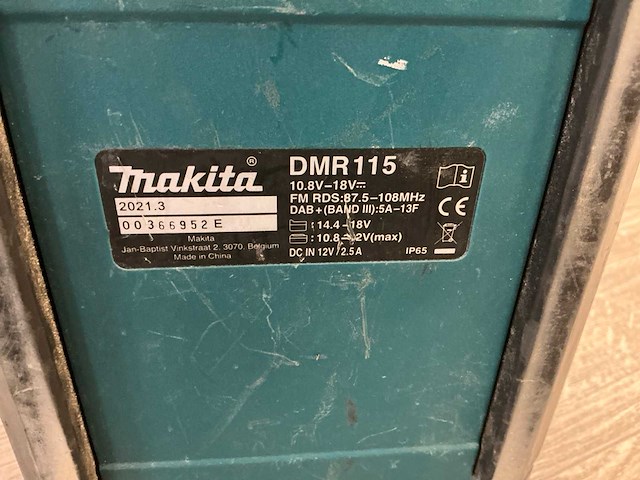 makita®
2021.3
00366952 E
Makita
Jan-Baptist Vinkstraat 2, 3070, Belgium
Made in China
DMR115
10.8V-18V⎓
FM RDS:87.5-108MHz
DAB+(BAND III):5A-13F
: 14.4-18V
: 10.8-12V(max)
DC IN 12V/2.5A
i
CE
IP65